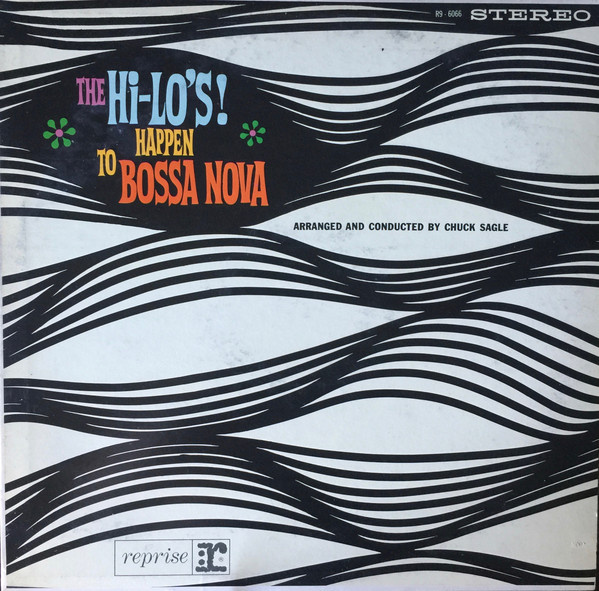 R9-6066 STEREO
THE Hi-LO'S!
HAPPEN
TO BOSSA NOVA
ARRANGED AND CONDUCTED BY CHUCK SAGLE
reprise r